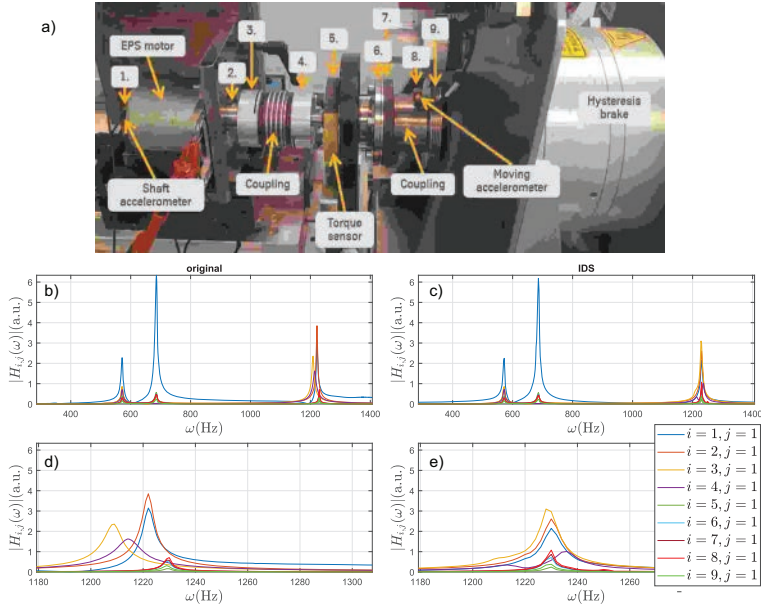 a)
EPS motor
1.
2.
3.
4.
5.
6.
7.
8.
9.
Shaft
accelerometer
Coupling
Torque
sensor
Coupling
Moving
accelerometer
Hysteresis
brake
original
b)
|H_{i,j}(ω)|(a.u.)
6
5
4
3
2
1
0
400
600
800
1000
1200
1400
ω(Hz)
IDS
c)
|H_{i,j}(ω)|(a.u.)
6
5
4
3
2
1
0
400
600
800
1000
1200
1400
ω(Hz)
d)
|H_{i,j}(ω)|(a.u.)
6
5
4
3
2
1
0
1180
1200
1220
1240
1260
1280
1300
ω(Hz)
e)
|H_{i,j}(ω)|(a.u.)
6
5
4
3
2
1
0
1180
1200
1220
1240
1260
ω(Hz)
i = 1, j = 1
i = 2, j = 1
i = 3, j = 1
i = 4, j = 1
i = 5, j = 1
i = 6, j = 1
i = 7, j = 1
i = 8, j = 1
i = 9, j = 1